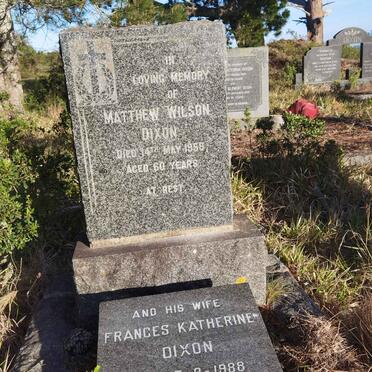 IN
LOVING MEMORY
OF
MATTHEW WILSON
DIXON
DIED 14TH MAY
AGED 60 YEARS
AT REST
AND HIS WIFE
FRANCES KATHERINE
DIXON
8 1988